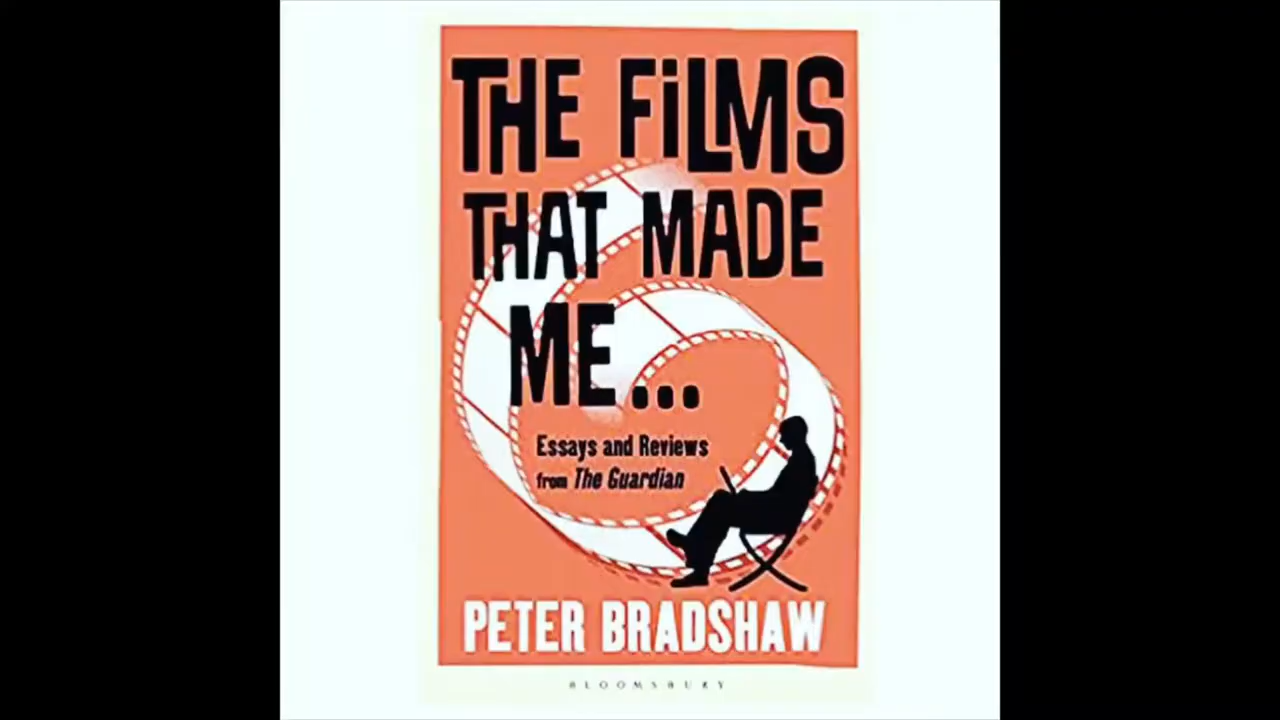 THE FiLMS
THAT MADE
ME...
Essays and Reviews
from The Guardian
PETER BRADSHAW
BLOOMSBURY